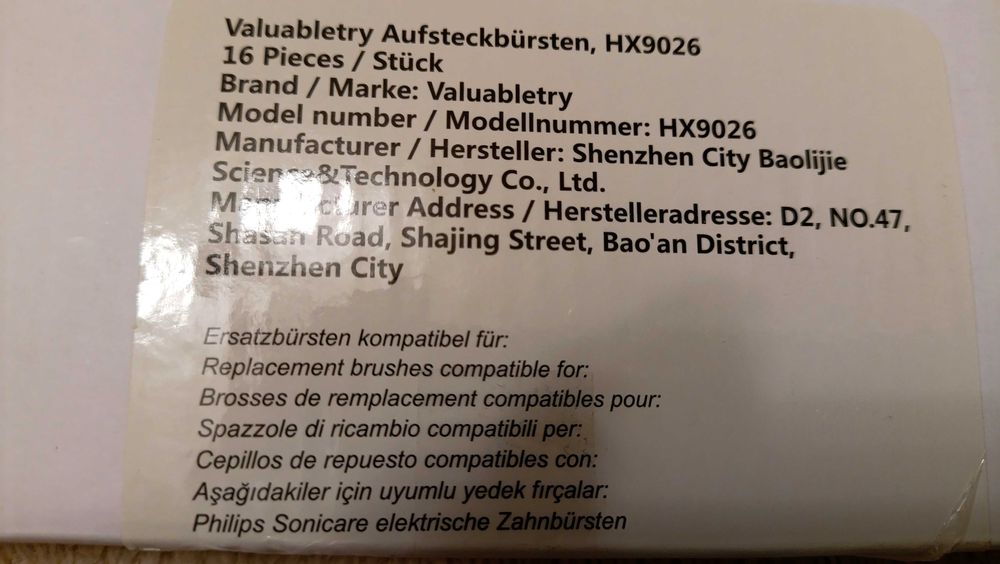 Valuabletry Aufsteckbürsten, HX9026
16 Pieces / Stück
Brand / Marke: Valuabletry
Model number / Modellnummer: HX9026
Manufacturer / Hersteller: Shenzhen City Baolijie
Science&Technology Co., Ltd.
Manufacturer Address / Herstelleradresse: D2, NO.47,
Shasan Road, Shajing Street, Bao'an District,
Shenzhen City
Ersatzbürsten kompatibel für:
Replacement brushes compatible for:
Brosses de remplacement compatibles pour:
Spazzole di ricambio compatibili per:
Cepillos de repuesto compatibles con:
Aşağıdakiler için uyumlu yedek fırçalar:
Philips Sonicare elektrische Zahnbürsten